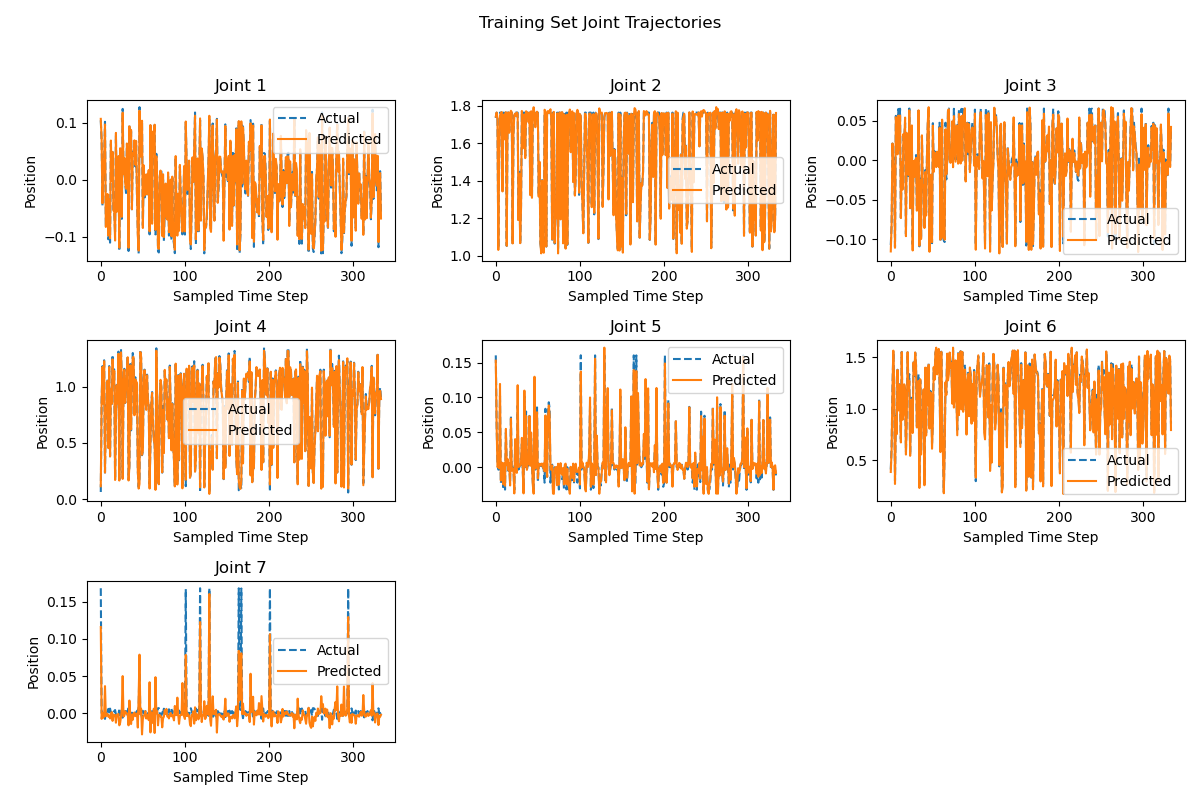 Training Set Joint Trajectories
Joint 1
0.1
0.0
−0.1
Position
0 100 200 300
Sampled Time Step
Actual
Predicted
Joint 2
1.8
1.6
1.4
1.2
1.0
Position
0 100 200 300
Sampled Time Step
Actual
Predicted
Joint 3
0.05
0.00
−0.05
−0.10
Position
0 100 200 300
Sampled Time Step
Actual
Predicted
Joint 4
1.0
0.5
0.0
Position
0 100 200 300
Sampled Time Step
Actual
Predicted
Joint 5
0.15
0.10
0.05
0.00
Position
0 100 200 300
Sampled Time Step
Actual
Predicted
Joint 6
1.5
1.0
0.5
Position
0 100 200 300
Sampled Time Step
Actual
Predicted
Joint 7
0.15
0.10
0.05
0.00
Position
0 100 200 300
Sampled Time Step
Actual
Predicted